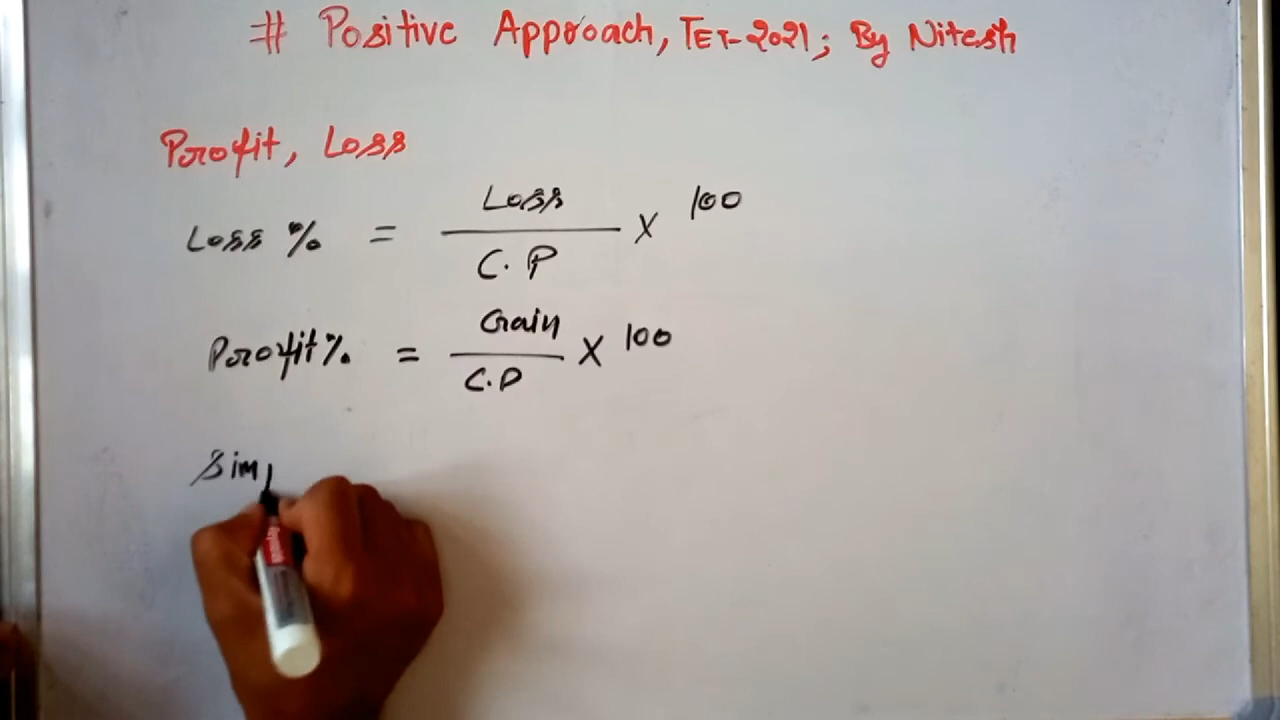 # Positive Approach, TET-2021; By Nitesh
Profit, Loss
Loss % = Loss / C.P × 100
Profit % = Gain / C.P × 100
Sim